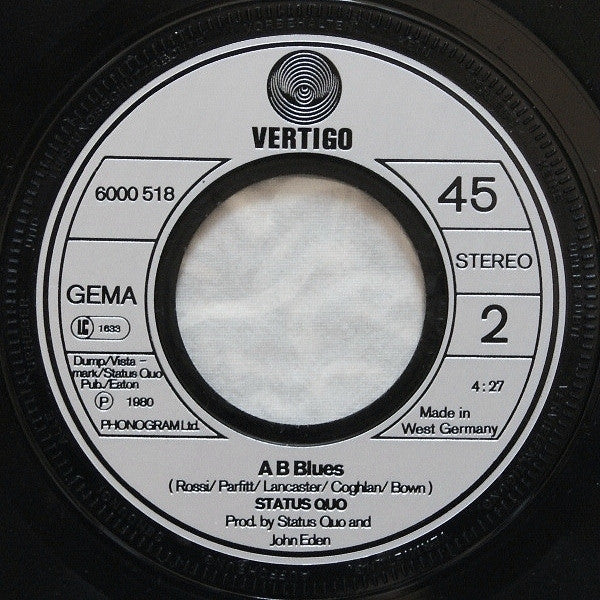 VERTIGO
6000 518
GEMA
LC 1633
Dump/Vista-
mark/Status Quo
Pub./Eaton
Ⓟ 1980
PHONOGRAM Ltd.
45
STEREO
2
4:27
Made in
West Germany
A B Blues
(Rossi/Parfitt/Lancaster/Coghlan/Bown)
STATUS QUO
Prod. by Status Quo and
John Eden